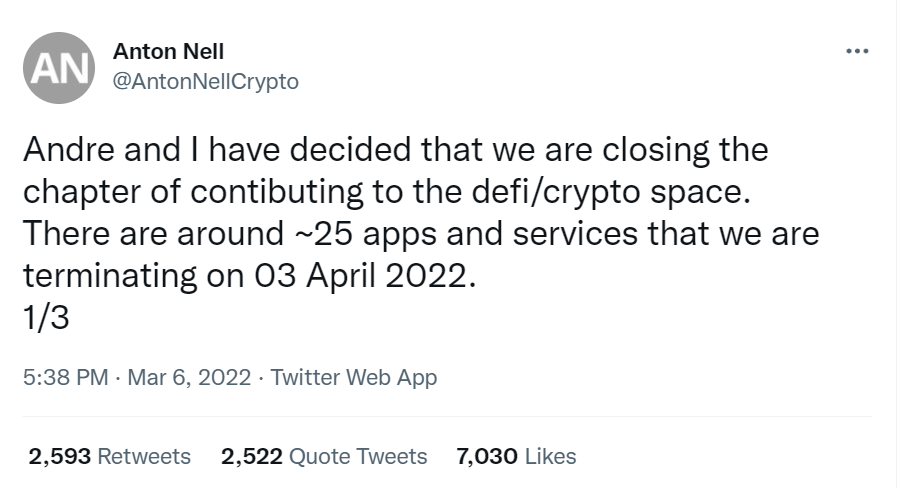 AN
Anton Nell
@AntonNellCrypto
Andre and I have decided that we are closing the
chapter of contibuting to the defi/crypto space.
There are around ~25 apps and services that we are
terminating on 03 April 2022.
1/3
5:38 PM · Mar 6, 2022 · Twitter Web App
2,593 Retweets 2,522 Quote Tweets 7,030 Likes